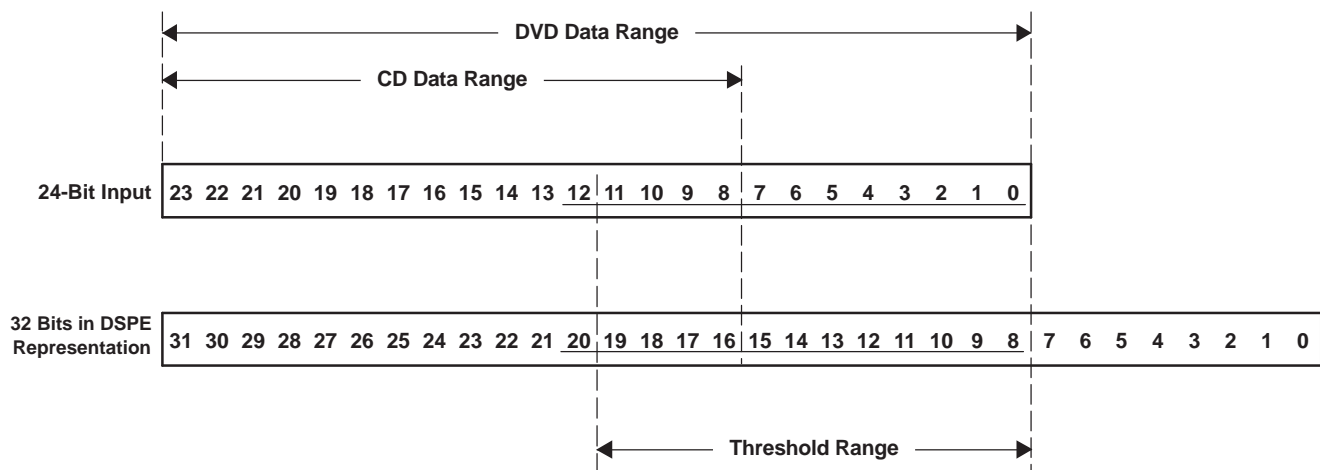 DVD Data Range
CD Data Range
24-Bit Input 23 22 21 20 19 18 17 16 15 14 13 12 11 10 9 8 7 6 5 4 3 2 1 0
32 Bits in DSPE
Representation 31 30 29 28 27 26 25 24 23 22 21 20 19 18 17 16 15 14 13 12 11 10 9 8 7 6 5 4 3 2 1 0
Threshold Range